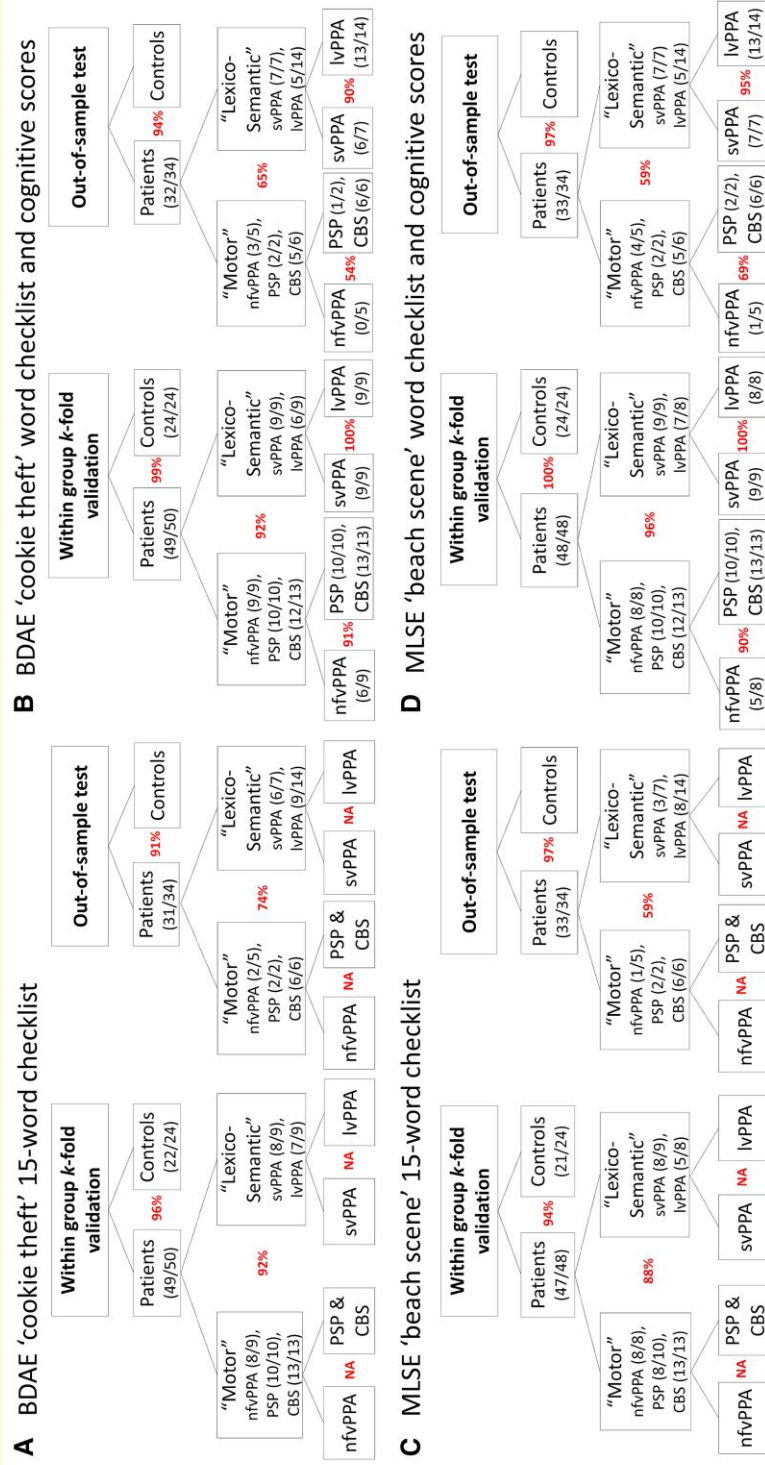 A BDAE ‘cookie theft’ 15-word checklist
Within group k-fold
validation
Patients
(49/50)
96%
Controls
(22/24)
"Motor"
nfvPPA (8/9),
PSP (10/10),
CBS (13/13)
92%
"Lexico-
Semantic"
svPPA (8/9),
lvPPA (7/9)
nfvPPA
NA
PSP &
CBS
svPPA
NA
lvPPA
Out-of-sample test
Patients
(31/34)
91%
Controls
"Motor"
nfvPPA (2/5),
PSP (2/2),
CBS (6/6)
74%
"Lexico-
Semantic"
svPPA (6/7),
lvPPA (9/14)
nfvPPA
NA
PSP &
CBS
svPPA
NA
lvPPA
B BDAE ‘cookie theft’ word checklist and cognitive scores
Within group k-fold
validation
Patients
(49/50)
99%
Controls
(24/24)
"Motor"
nfvPPA (9/9),
PSP (10/10),
CBS (12/13)
92%
"Lexico-
Semantic"
svPPA (9/9),
lvPPA (6/9)
nfvPPA
(6/9)
91%
PSP (10/10)
CBS (13/13)
svPPA
(9/9)
100%
lvPPA
(9/9)
Out-of-sample test
Patients
(32/34)
94%
Controls
"Motor"
nfvPPA (3/5),
PSP (2/2),
CBS (5/6)
65%
"Lexico-
Semantic"
svPPA (7/7),
lvPPA (5/14)
nfvPPA
(0/5)
54%
PSP (1/2)
CBS (6/6)
svPPA
(6/7)
90%
lvPPA
(13/14)
C MLSE ‘beach scene’ 15-word checklist
Within group k-fold
validation
Patients
(47/48)
94%
Controls
(21/24)
"Motor"
nfvPPA (8/8),
PSP (8/10)
CBS (13/13)
88%
"Lexico-
Semantic"
svPPA (8/9),
lvPPA (5/8)
nfvPPA
NA
PSP &
CBS
svPPA
NA
lvPPA
Out-of-sample test
Patients
(33/34)
97%
Controls
"Motor"
nfvPPA (1/5),
PSP (2/2),
CBS (6/6)
59%
"Lexico-
Semantic"
svPPA (3/7),
lvPPA (8/14)
nfvPPA
NA
PSP &
CBS
svPPA
NA
lvPPA
D MLSE ‘beach scene’ word checklist and cognitive scores
Within group k-fold
validation
Patients
(48/48)
100%
Controls
(24/24)
"Motor"
nfvPPA (8/8),
PSP (10/10)
CBS (12/13)
96%
"Lexico-
Semantic"
svPPA (9/9),
lvPPA (7/8)
nfvPPA
(5/8)
90%
PSP (10/10)
CBS (13/13)
svPPA
(9/9)
100%
lvPPA
(8/8)
Out-of-sample test
Patients
(33/34)
97%
Controls
"Motor"
nfvPPA (4/5),
PSP (2/2),
CBS (5/6)
59%
"Lexico-
Semantic"
svPPA (7/7)
lvPPA (5/14)
nfvPPA
(1/5)
69%
PSP (2/2)
CBS (6/6)
svPPA
(7/7)
95%
lvPPA
(13/14)